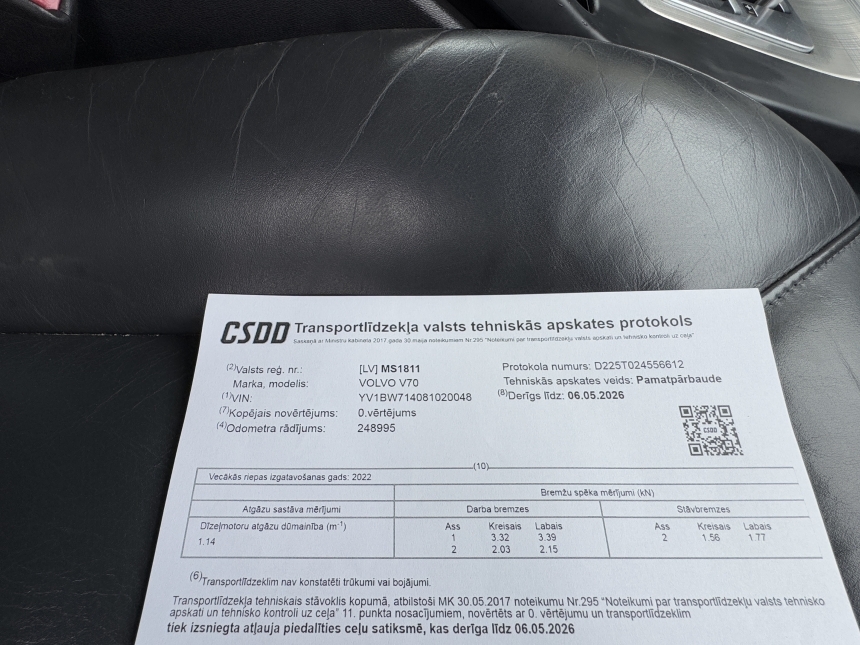 CSDD Transportlīdzekļa valsts tehniskās apskates protokols
Saskaņā ar Ministru kabineta 2017.gada 30.maija noteikumiem Nr.295 "Noteikumi par transportlīdzekļu valsts apskati un tehnisko kontroli uz ceļa"
(2)Valsts reģ. nr.: [LV] MS1811 Protokola numurs: D225T024556612
Marka, modelis: VOLVO V70 Tehniskās apskates veids: Pamatpārbaude
(1)VIN: YV1BW714081020048 (8)Derīgs līdz: 06.05.2026
(7)Kopējais novērtējums: 0.vērtējums
(4)Odometra rādījums: 248995
CSDD
(10)
Vecākās riepas izgatavošanas gads: 2022
Bremžu spēka mērījumi (kN)
Atgāzu sastāva mērījumi Darba bremzes Stāvbremzes
Dīzeļmotoru atgāzu dūmainība (m-1) Ass Kreisais Labais Ass Kreisais Labais
1.14 1 3.32 3.39 2 1.56 1.77
2 2.03 2.15
(6)Transportlīdzeklim nav konstatēti trūkumi vai bojājumi.
Transportlīdzekļa tehniskais stāvoklis kopumā, atbilstoši MK 30.05.2017 noteikumu Nr.295 "Noteikumi par transportlīdzekļu valsts tehnisko
apskati un tehnisko kontroli uz ceļa" 11. punkta nosacījumiem, novērtēts ar 0. vērtējumu un transportlīdzeklim
tiek izsniegta atļauja piedalīties ceļu satiksmē, kas derīga līdz 06.05.2026